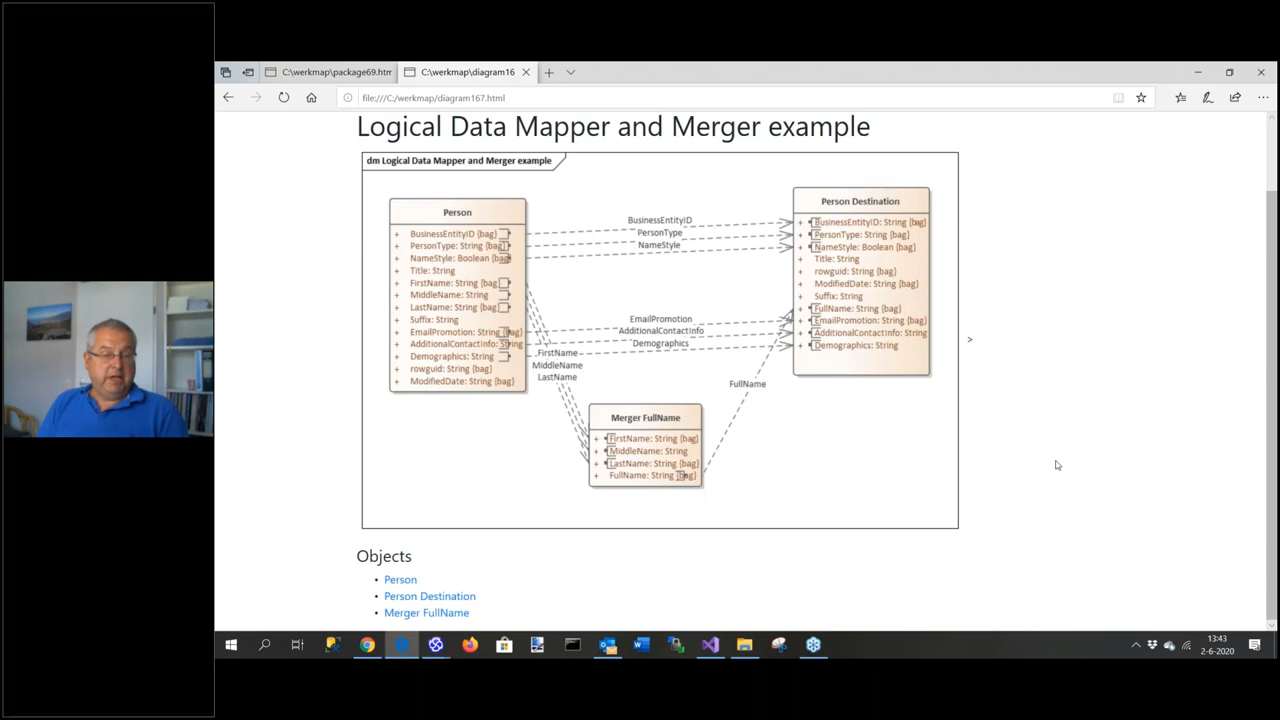 C:\werkmap\package69.htm
C:\werkmap\diagram16
file:///C:/werkmap/diagram167.html
Logical Data Mapper and Merger example
dm Logical Data Mapper and Merger example
Person
+ BusinessEntityID {bag}
+ PersonType: String {bag}
+ NameStyle: Boolean {bag}
+ Title: String
+ FirstName: String {bag}
+ MiddleName: String
+ LastName: String {bag}
+ Suffix: String
+ EmailPromotion: String {bag}
+ AdditionalContactInfo: String
+ Demographics: String
+ rowguid: String {bag}
+ ModifiedDate: String {bag}
BusinessEntityID
PersonType
NameStyle
EmailPromotion
AdditionalContactInfo
Demographics
FirstName
MiddleName
LastName
FullName
Person Destination
+ BusinessEntityID: String {bag}
+ PersonType: String {bag}
+ NameStyle: Boolean {bag}
+ Title: String
+ rowguid: String {bag}
+ ModifiedDate: String {bag}
+ Suffix: String
+ FullName: String {bag}
+ EmailPromotion: String {bag}
+ AdditionalContactInfo: String
+ Demographics: String
>
Merger FullName
+ FirstName: String {bag}
+ MiddleName: String
+ LastName: String {bag}
+ FullName: String {bag}
Objects
• Person
• Person Destination
• Merger FullName
13:43
2-6-2020